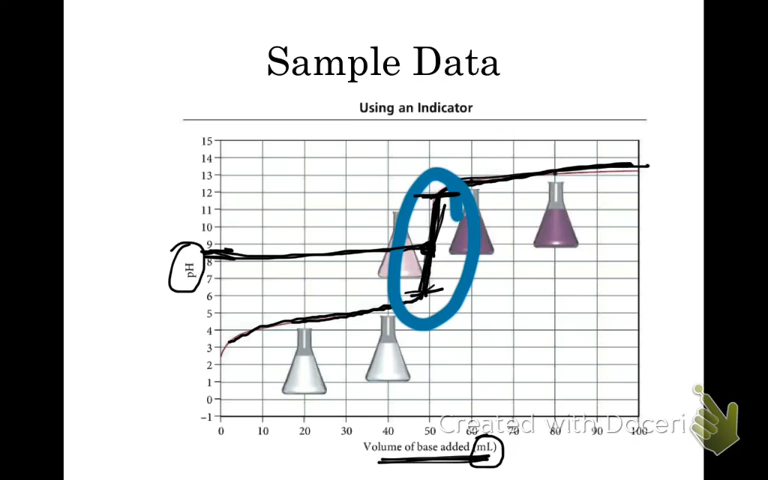 Sample Data
Using an Indicator
15
14
13
12
11
10
9
8
7
6
5
4
3
2
1
0
−1
pH
0 10 20 30 40 50 60 70 80 90 100
Volume of base added (mL)
Created with Doceri